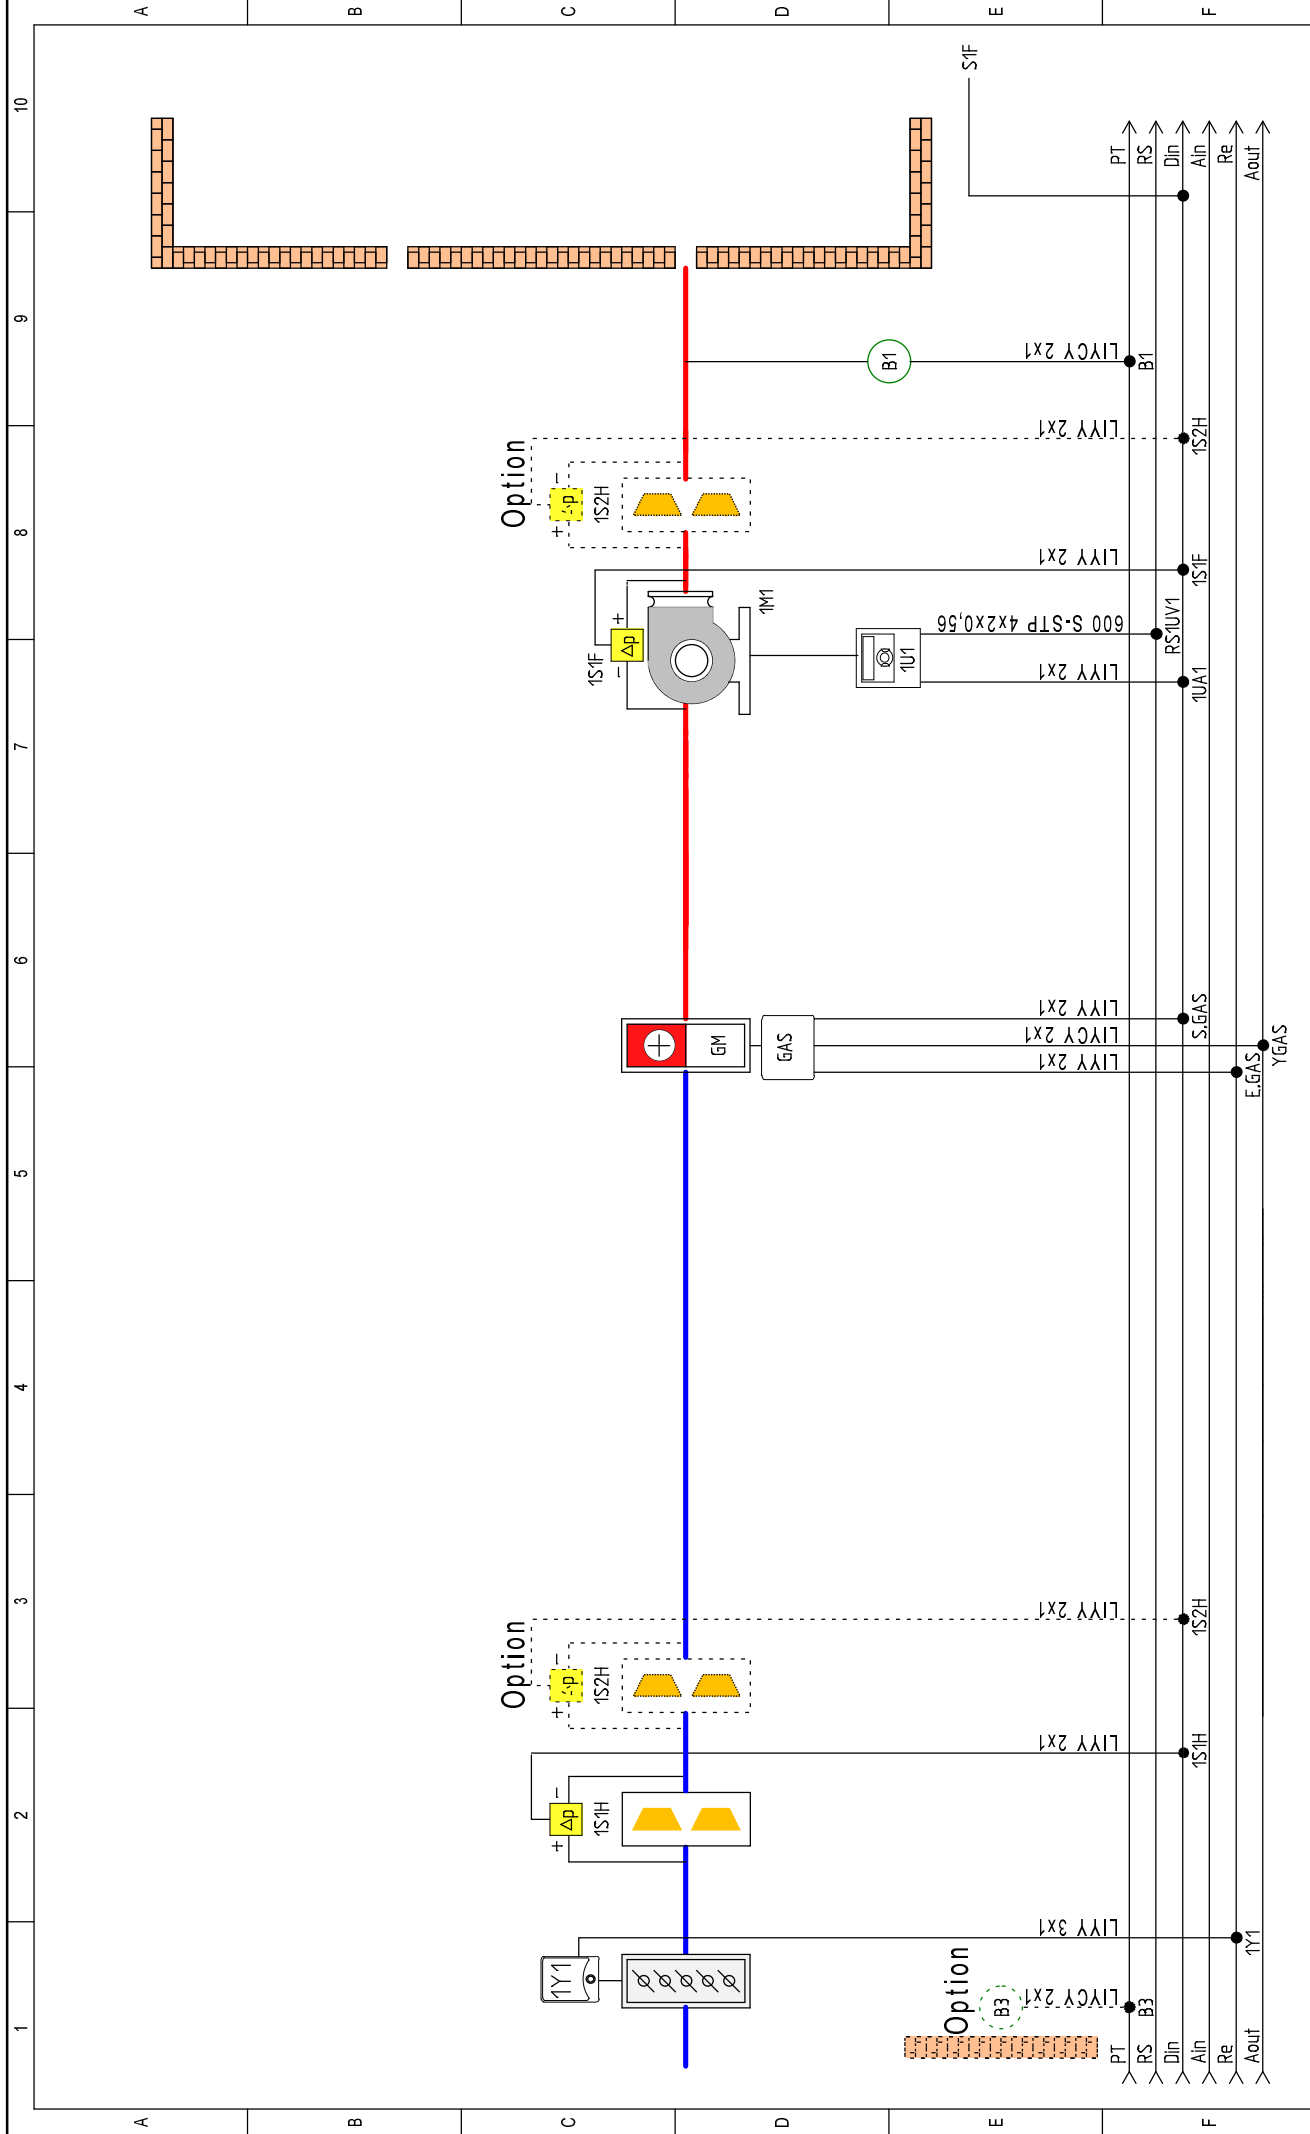 1 2 3 4 5 6 7 8 9 10
A
A
B
B
C
C
D
D
E
E
F
F
Option
Option
+ Δp −
1S1H
+ −
1S2H
+ −
1S2H
1Y1
− Δp +
1S1F
1M1
GM
GAS
1U1
B1
Option
B3
S1F
LIYCY 2x1
LIYY 3x1
LIYY 2x1
LIYY 2x1
LIYY 2x1
LIYCY 2x1
LIYY 2x1
LIYY 2x1
600 S-STP 4x2x0,56
LIYY 2x1
LIYY 2x1
LIYCY 2x1
PT
PT
RS
B3
B1
RS
Din
RS1UV1
Din
Ain
1S1H
1S2H
S.GAS
1UA1
1S1F
1S2H
Ain
Re
Re
Aout
1Y1
E.GAS
Aout
YGAS